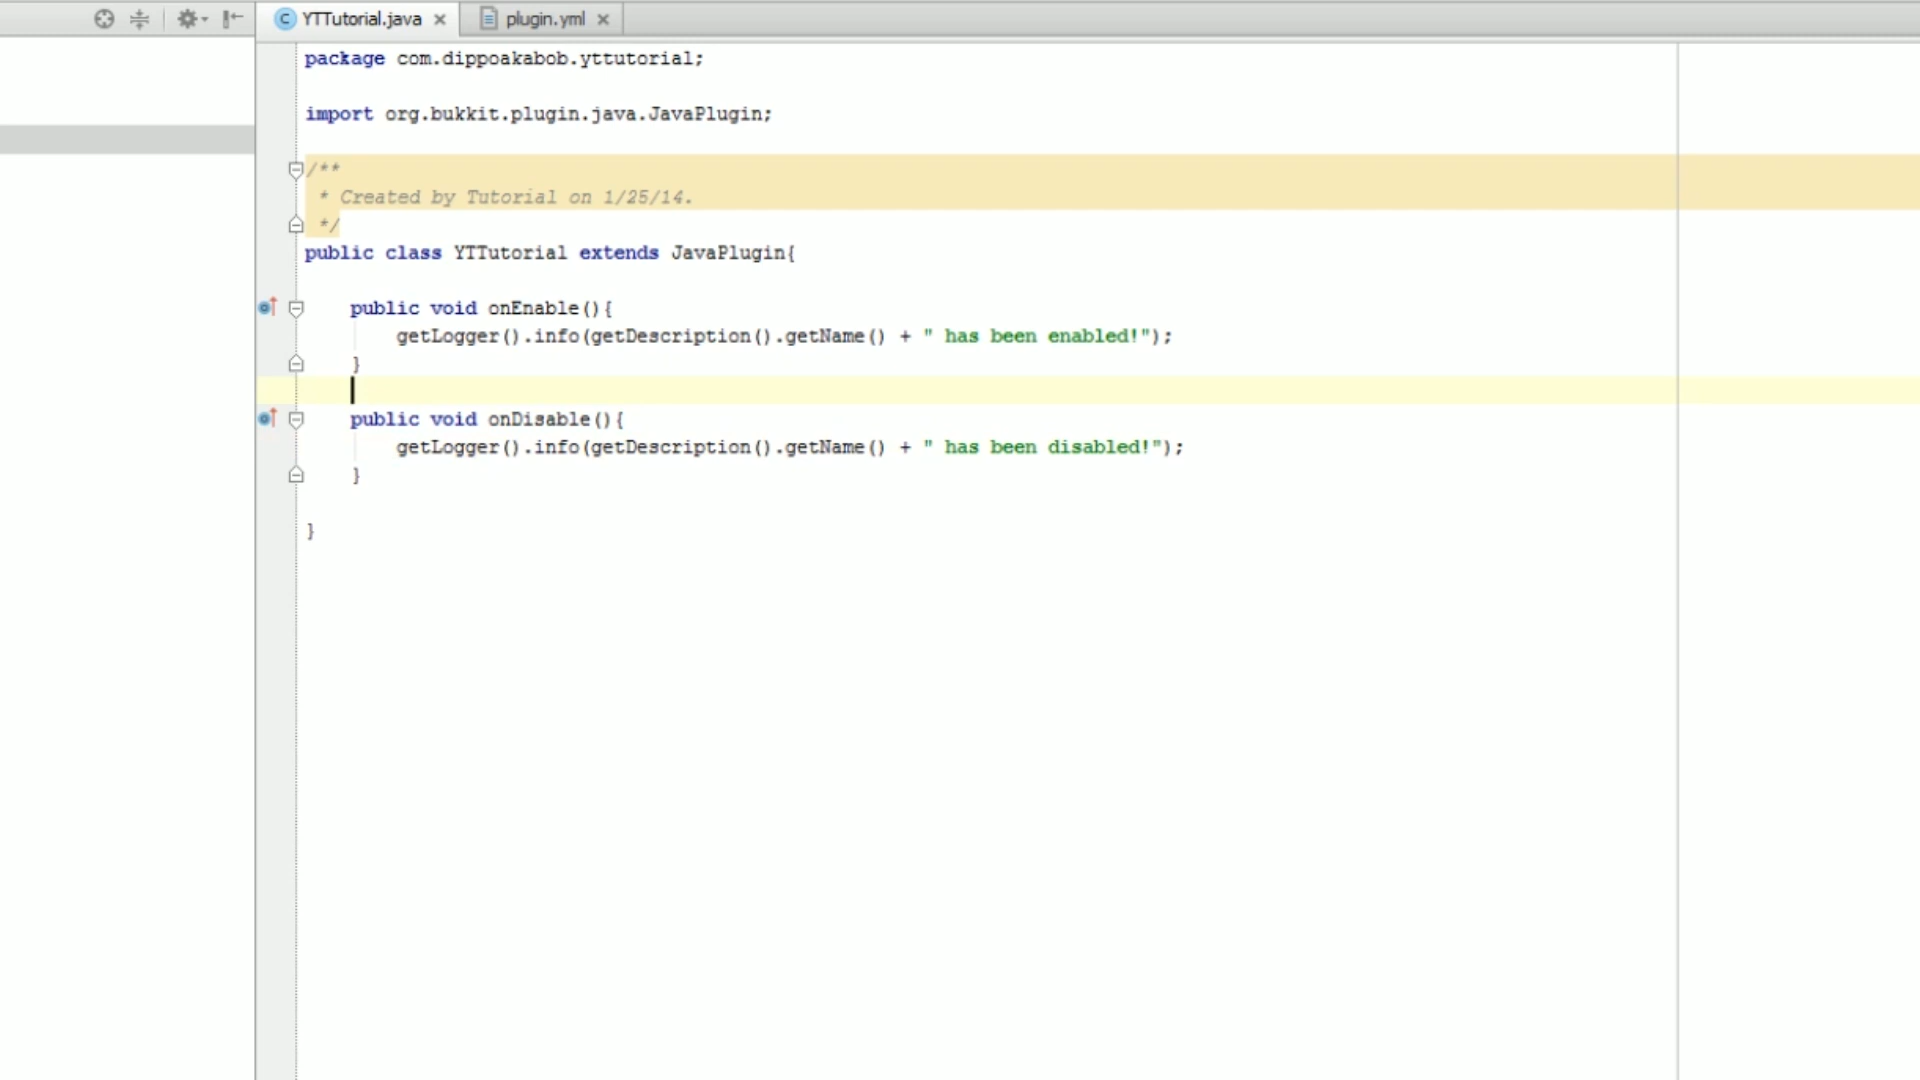 YTTutorial.java
plugin.yml
package com.dippoakabob.yttutorial;
import org.bukkit.plugin.java.JavaPlugin;
/**
* Created by Tutorial on 1/25/14.
*/
public class YTTutorial extends JavaPlugin{
public void onEnable(){
getLogger().info(getDescription().getName() + " has been enabled!");
}
public void onDisable(){
getLogger().info(getDescription().getName() + " has been disabled!");
}
}